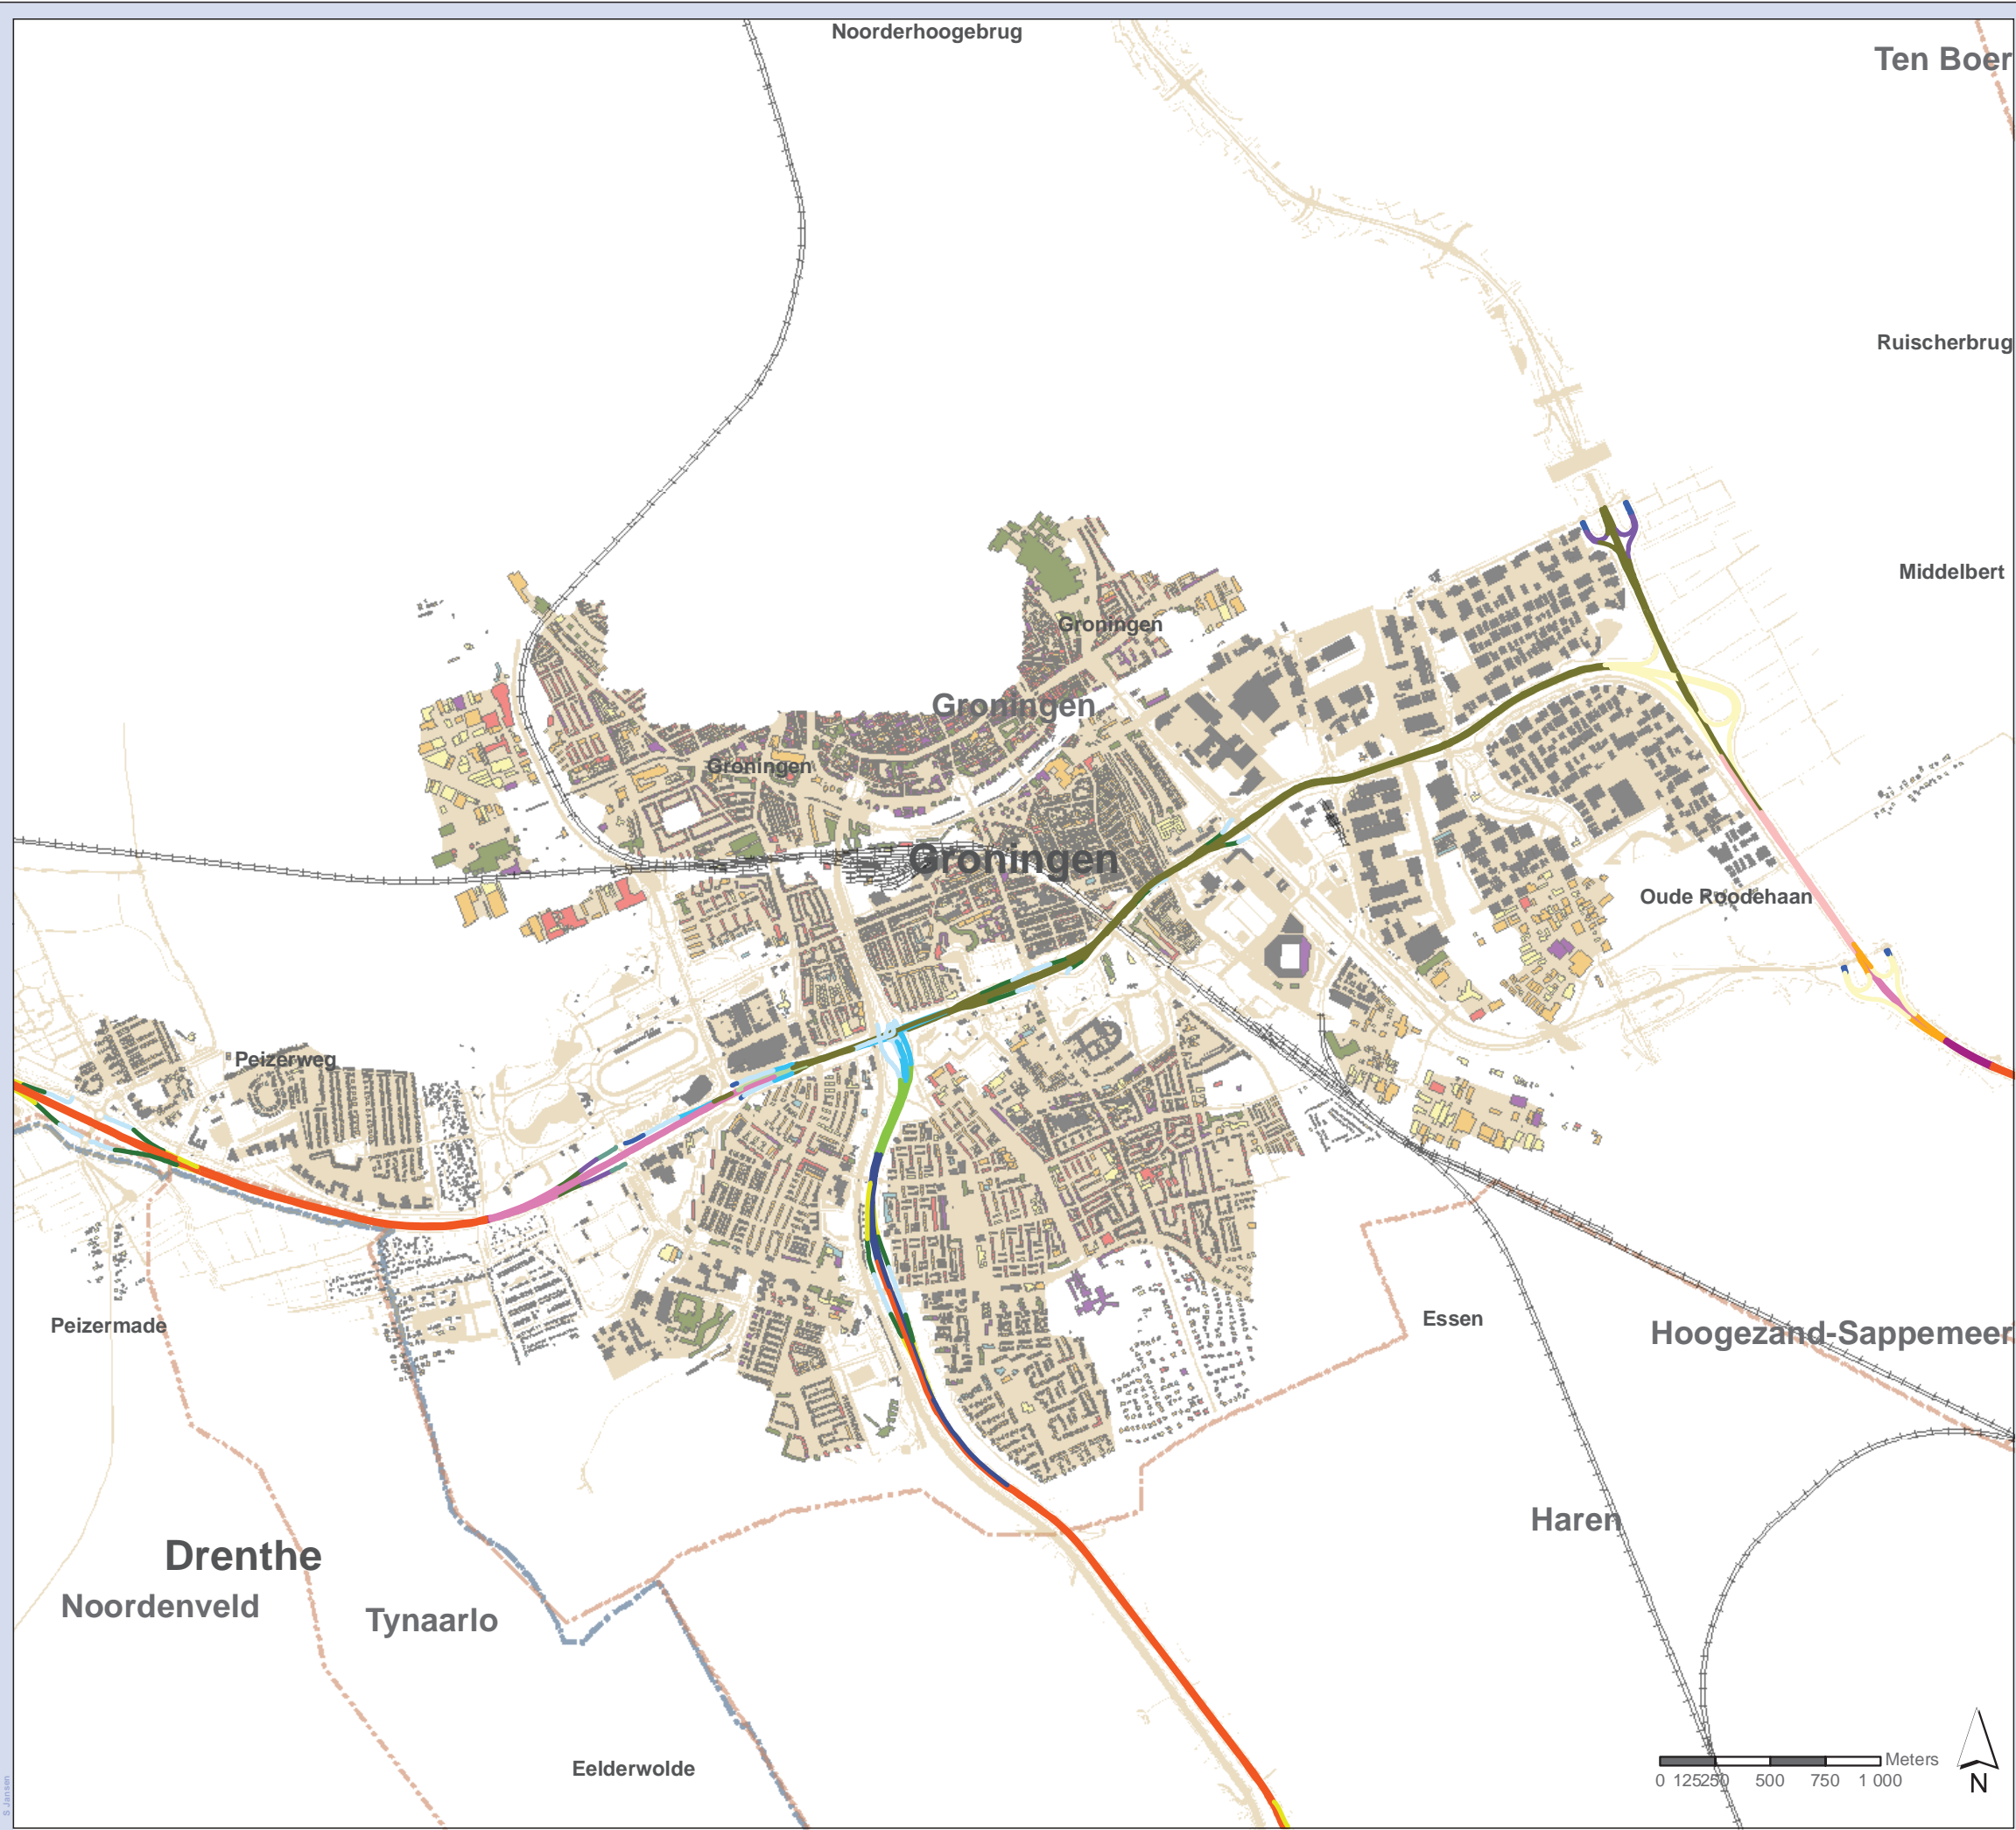 Noorderhoogebrug
Ten Boer
Ruischerbrug
Middelbert
Groningen
Groningen
Groningen
Groningen
Oude Roodehaan
Peizerweg
Peizermade
Essen
Hoogezand-Sappemeer
Haren
Drenthe
Noordenveld
Tynaarlo
Eelderwolde
Meters
0 125250 500 750 1 000
N
S Jansen